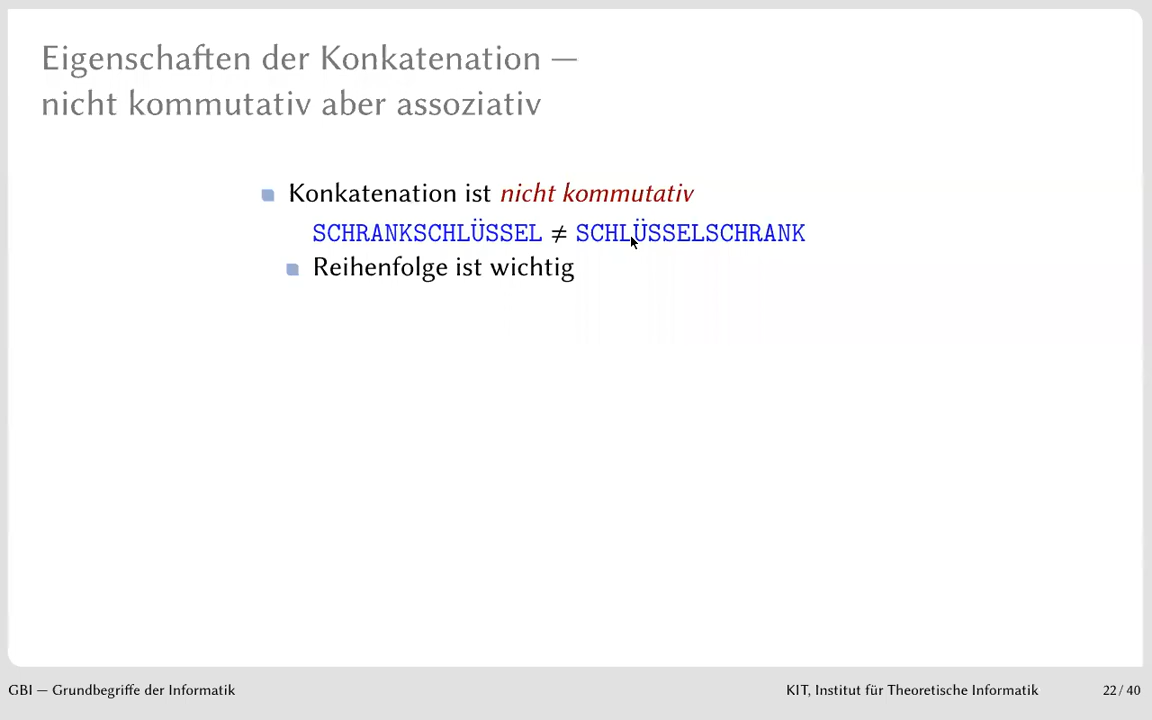 Eigenschaften der Konkatenation —
nicht kommutativ aber assoziativ
Konkatenation ist nicht kommutativ
SCHRANKSCHLÜSSEL ≠ SCHLÜSSELSCHRANK
Reihenfolge ist wichtig
GBI — Grundbegriffe der Informatik
KIT, Institut für Theoretische Informatik
22 / 40